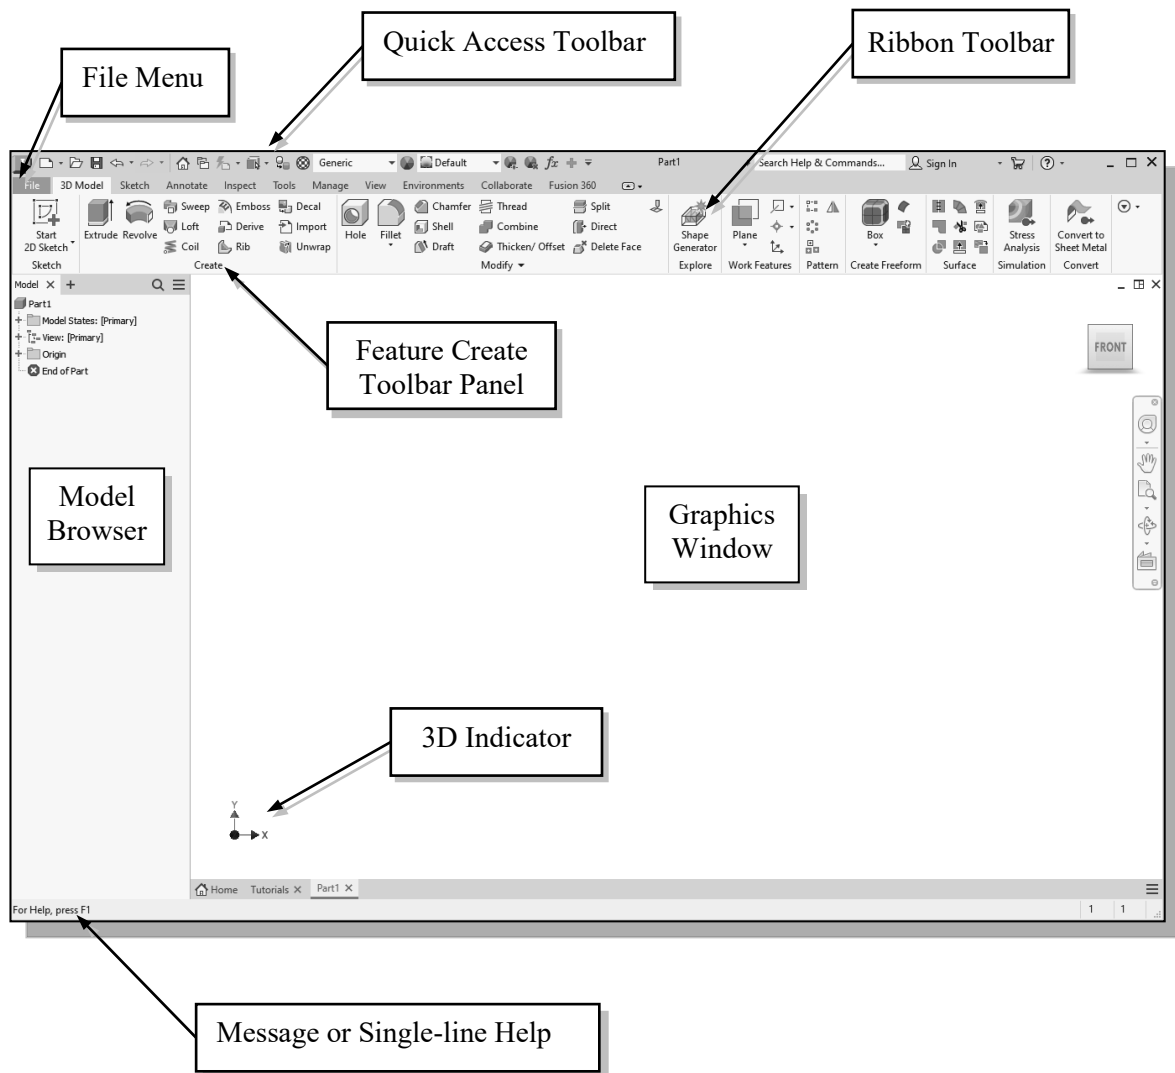 Quick Access Toolbar
Ribbon Toolbar
File Menu
Generic Default fx Part1 Search Help & Commands... Sign In
File 3D Model Sketch Annotate Inspect Tools Manage View Environments Collaborate Fusion 360
Start
2D Sketch
Sketch
Extrude Revolve
Sweep Emboss Decal
Loft Derive Import
Coil Rib Unwrap
Create
Hole Fillet
Chamfer Thread Split
Shell Combine Direct
Draft Thicken/ Offset Delete Face
Modify
Shape
Generator
Explore
Plane
Work Features
Pattern
Box
Create Freeform
Surface
Stress
Analysis
Simulation
Convert to
Sheet Metal
Convert
Model
Part1
Model States: [Primary]
View: [Primary]
Origin
End of Part
FRONT
Feature Create
Toolbar Panel
Model
Browser
Graphics
Window
3D Indicator
Y
X
Home Tutorials Part1
For Help, press F1 1 1
Message or Single-line Help